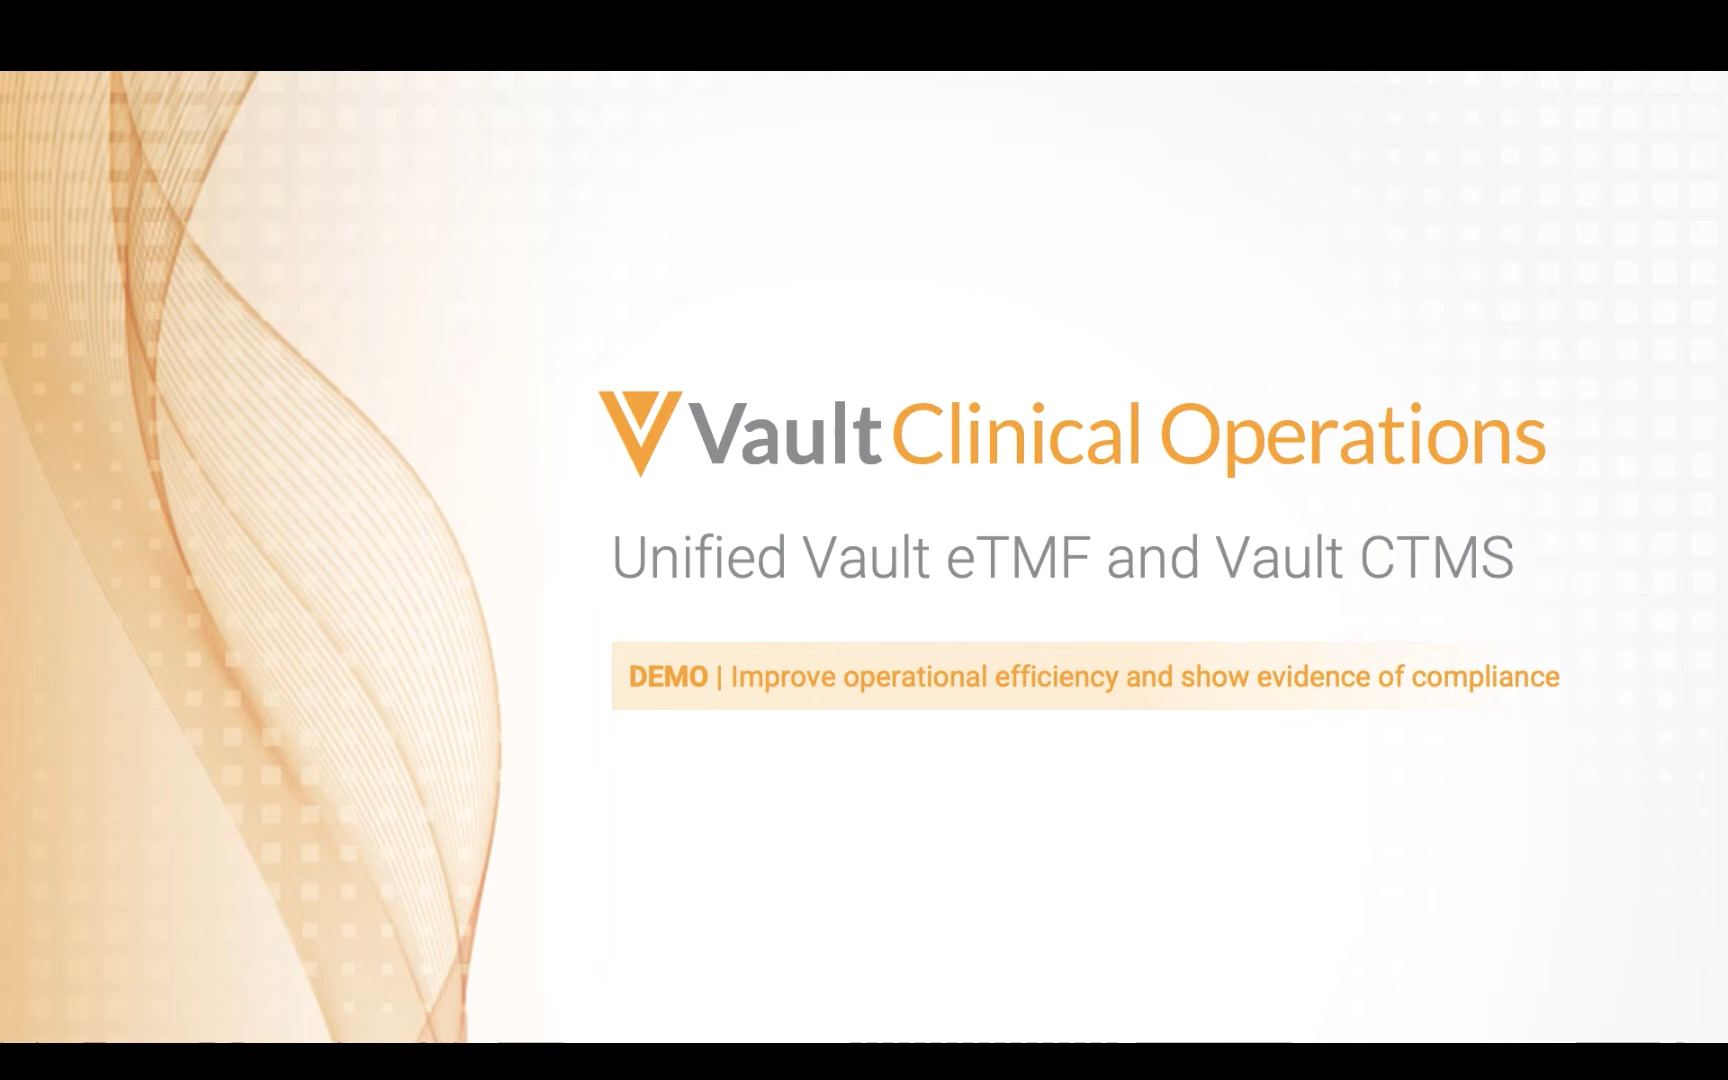 Vault Clinical Operations
Unified Vault eTMF and Vault CTMS
DEMO | Improve operational efficiency and show evidence of compliance